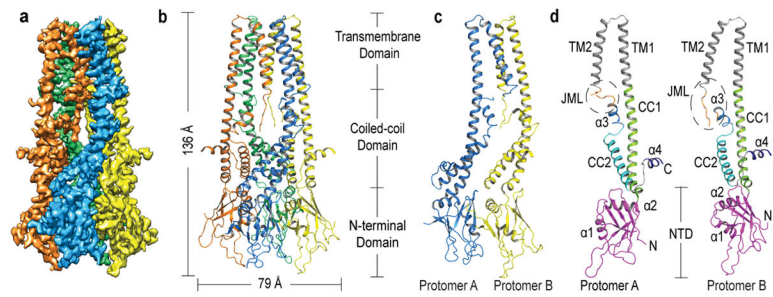 a
b
136 Å
79 Å
Transmembrane
Domain
Coiled-coil
Domain
N-terminal
Domain
c
Protomer A
Protomer B
d
TM2
TM1
JML
α3
CC1
CC2
α4
C
α2
α1
N
Protomer A
NTD
TM2
TM1
JML
α3
CC1
α4
CC2
α2
N
α1
Protomer B